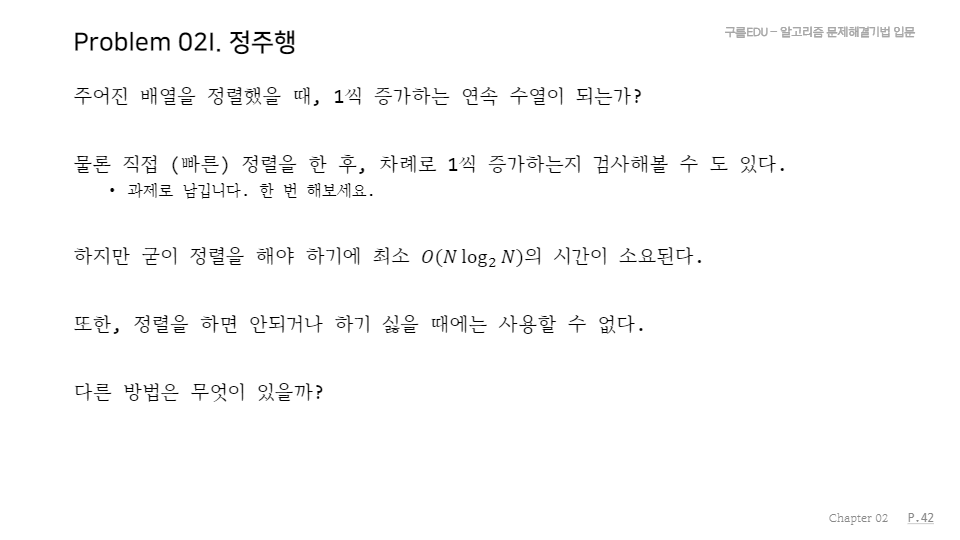 Problem 02I. 정주행
구름EDU – 알고리즘 문제해결기법 입문
주어진 배열을 정렬했을 때, 1씩 증가하는 연속 수열이 되는가?
물론 직접 (빠른) 정렬을 한 후, 차례로 1씩 증가하는지 검사해볼 수 도 있다.
• 과제로 남깁니다. 한 번 해보세요.
하지만 굳이 정렬을 해야 하기에 최소 O(N log₂ N)의 시간이 소요된다.
또한, 정렬을 하면 안되거나 하기 싫을 때에는 사용할 수 없다.
다른 방법은 무엇이 있을까?
Chapter 02 P.42